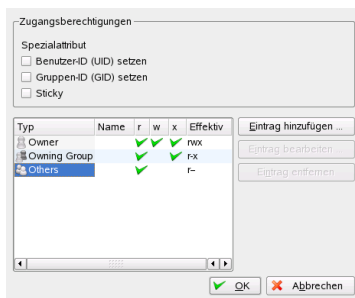 Zugangsberechtigungen
Spezialattribut
Benutzer-ID (UID) setzen
Gruppen-ID (GID) setzen
Sticky
Typ Name r w x Effektiv
Owner rwx
Owning Group r-x
Others r--
Eintrag hinzufügen ...
Eintrag bearbeiten ...
Eintrag entfernen
OK
Abbrechen